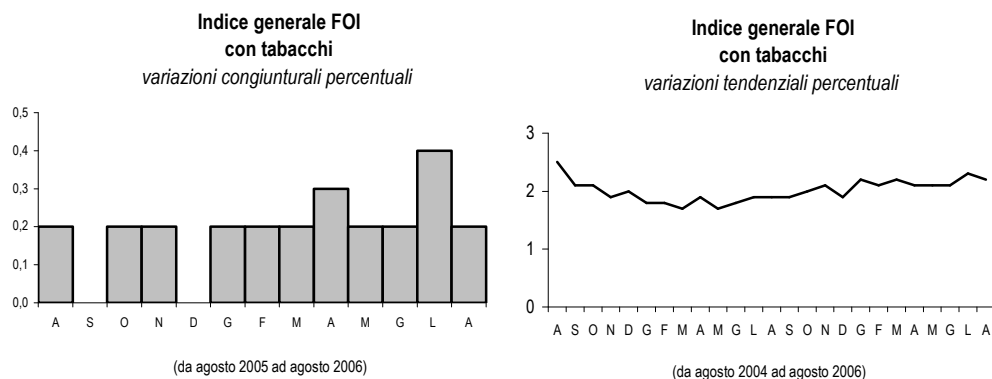 Indice generale FOI
con tabacchi
variazioni congiunturali percentuali
0,5
0,4
0,3
0,2
0,1
0,0
A S O N D G F M A M G L A
(da agosto 2005 ad agosto 2006)
Indice generale FOI
con tabacchi
variazioni tendenziali percentuali
3
2
1
0
A S O N D G F M A M G L A S O N D G F M A M G L A
(da agosto 2004 ad agosto 2006)